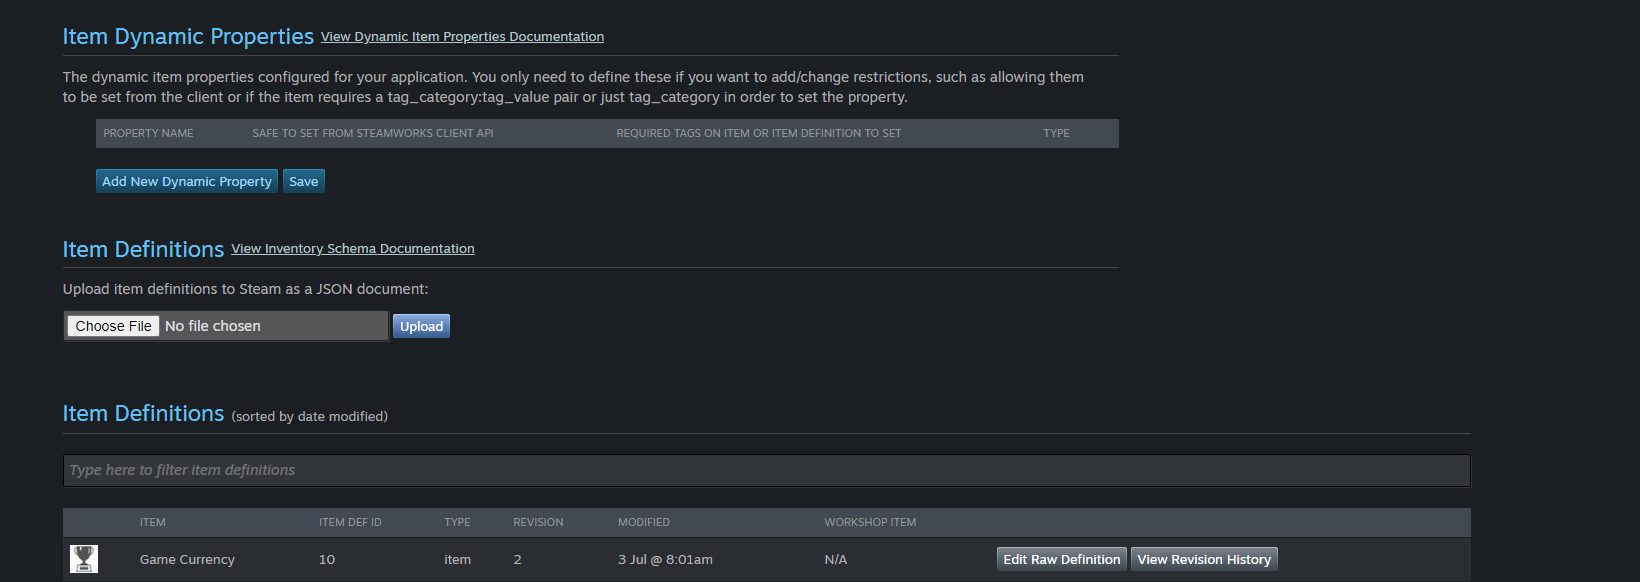 Item Dynamic Properties View Dynamic Item Properties Documentation
The dynamic item properties configured for your application. You only need to define these if you want to add/change restrictions, such as allowing them
to be set from the client or if the item requires a tag_category:tag_value pair or just tag_category in order to set the property.
PROPERTY NAME SAFE TO SET FROM STEAMWORKS CLIENT API REQUIRED TAGS ON ITEM OR ITEM DEFINITION TO SET TYPE
Add New Dynamic Property Save
Item Definitions View Inventory Schema Documentation
Upload item definitions to Steam as a JSON document:
Choose File No file chosen Upload
Item Definitions (sorted by date modified)
Type here to filter item definitions
ITEM ITEM DEF ID TYPE REVISION MODIFIED WORKSHOP ITEM
Game Currency 10 item 2 3 Jul @ 8:01am N/A Edit Raw Definition View Revision History